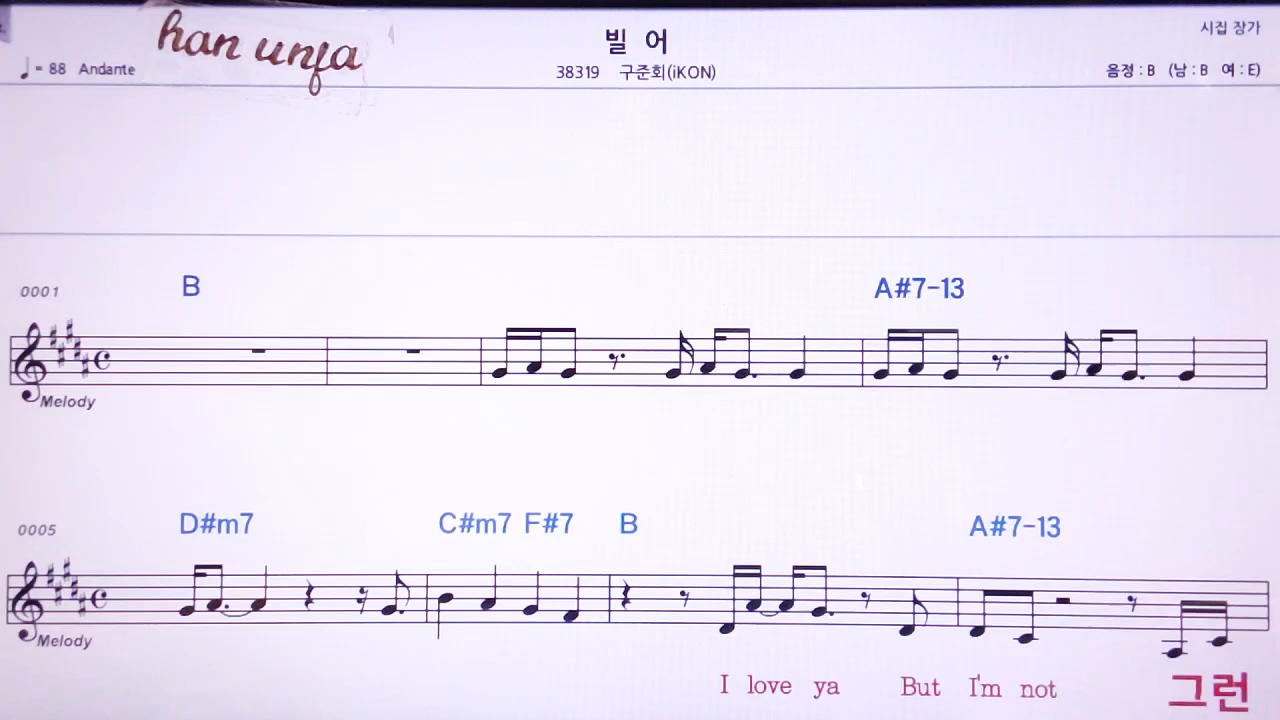 han unja
빌 어
시집 장가
♩= 88 Andante
38319 구준회(iKON)
음정 : B (남 : B 여 : E)
0001 B A#7-13
Melody
0005 D#m7 C#m7 F#7 B A#7-13
Melody
I love ya But I'm not 그런